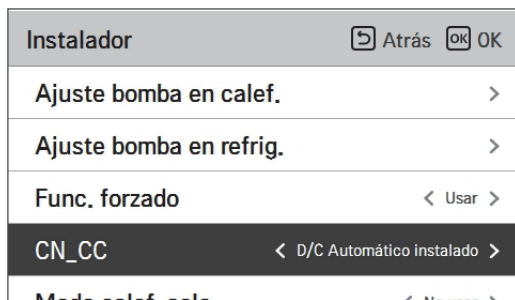 Instalador Atrás OK OK
Ajuste bomba en calef. >
Ajuste bomba en refrig. >
Func. forzado < Usar >
CN_CC < D/C Automático instalado >